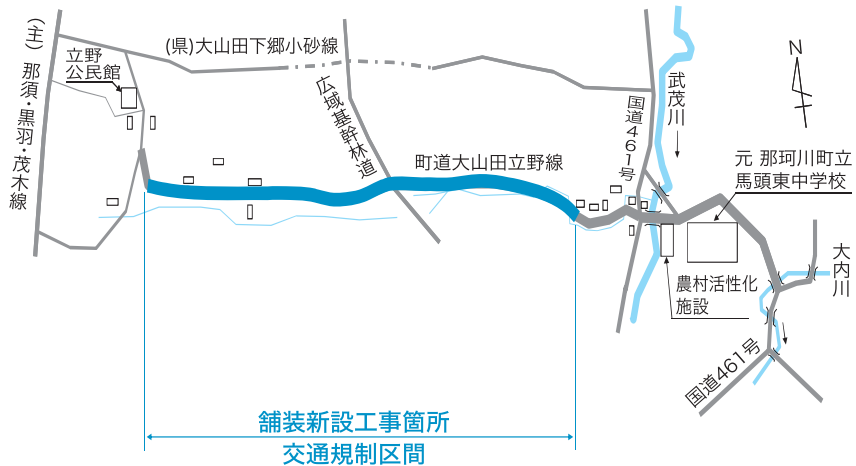 (主) 那須・黒羽・茂木線
立野
公民館
(県)大山田下郷小砂線
広域基幹林道
町道大山田立野線
国道461号
武茂川
N
元 那珂川町立
馬頭東中学校
農村活性化
施設
大内川
国道461号
舗装新設工事箇所
交通規制区間